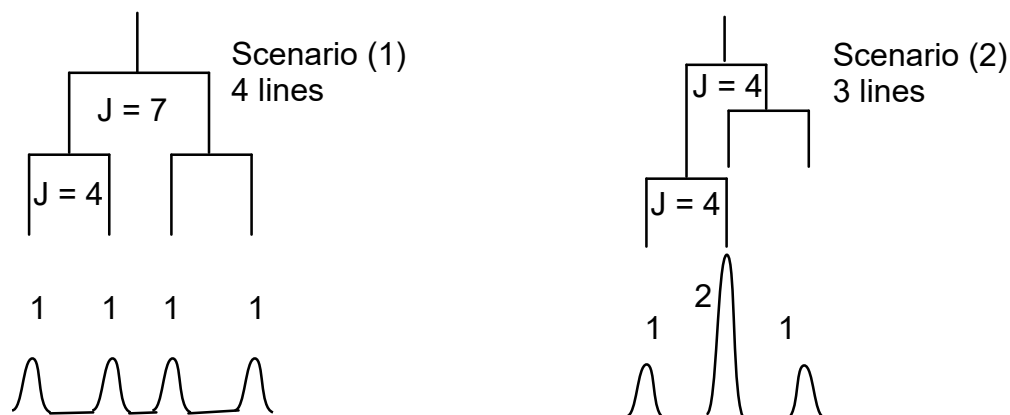 Scenario (1)
4 lines
J = 7
J = 4
1 1 1 1
Scenario (2)
3 lines
J = 4
J = 4
2
1 1